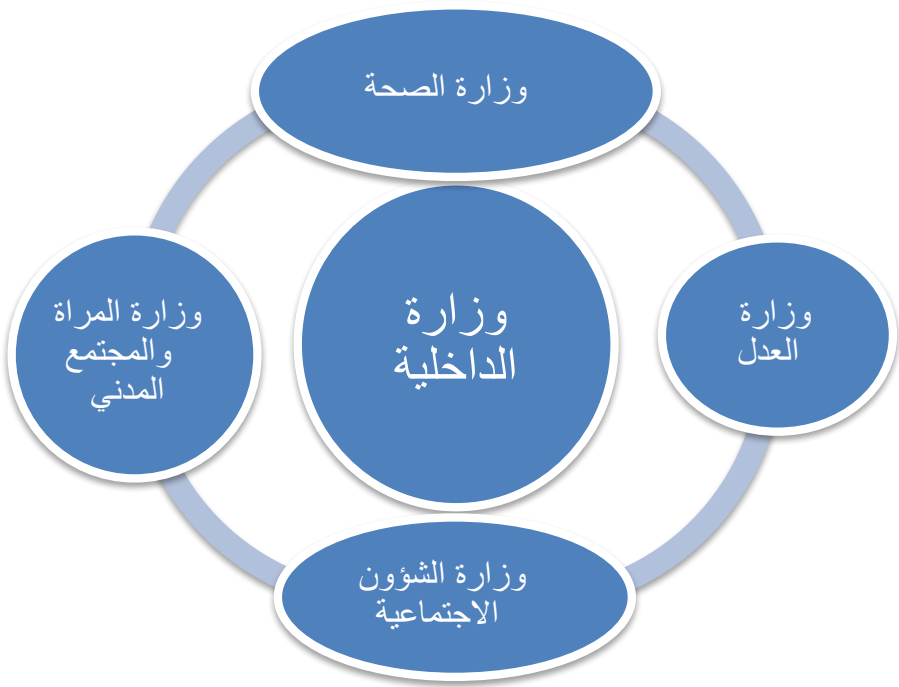 وزارة الصحة
وزارة
العدل
وزارة
الداخلية
وزارة المراة
والمجتمع
المدني
وزارة الشؤون
الاجتماعية